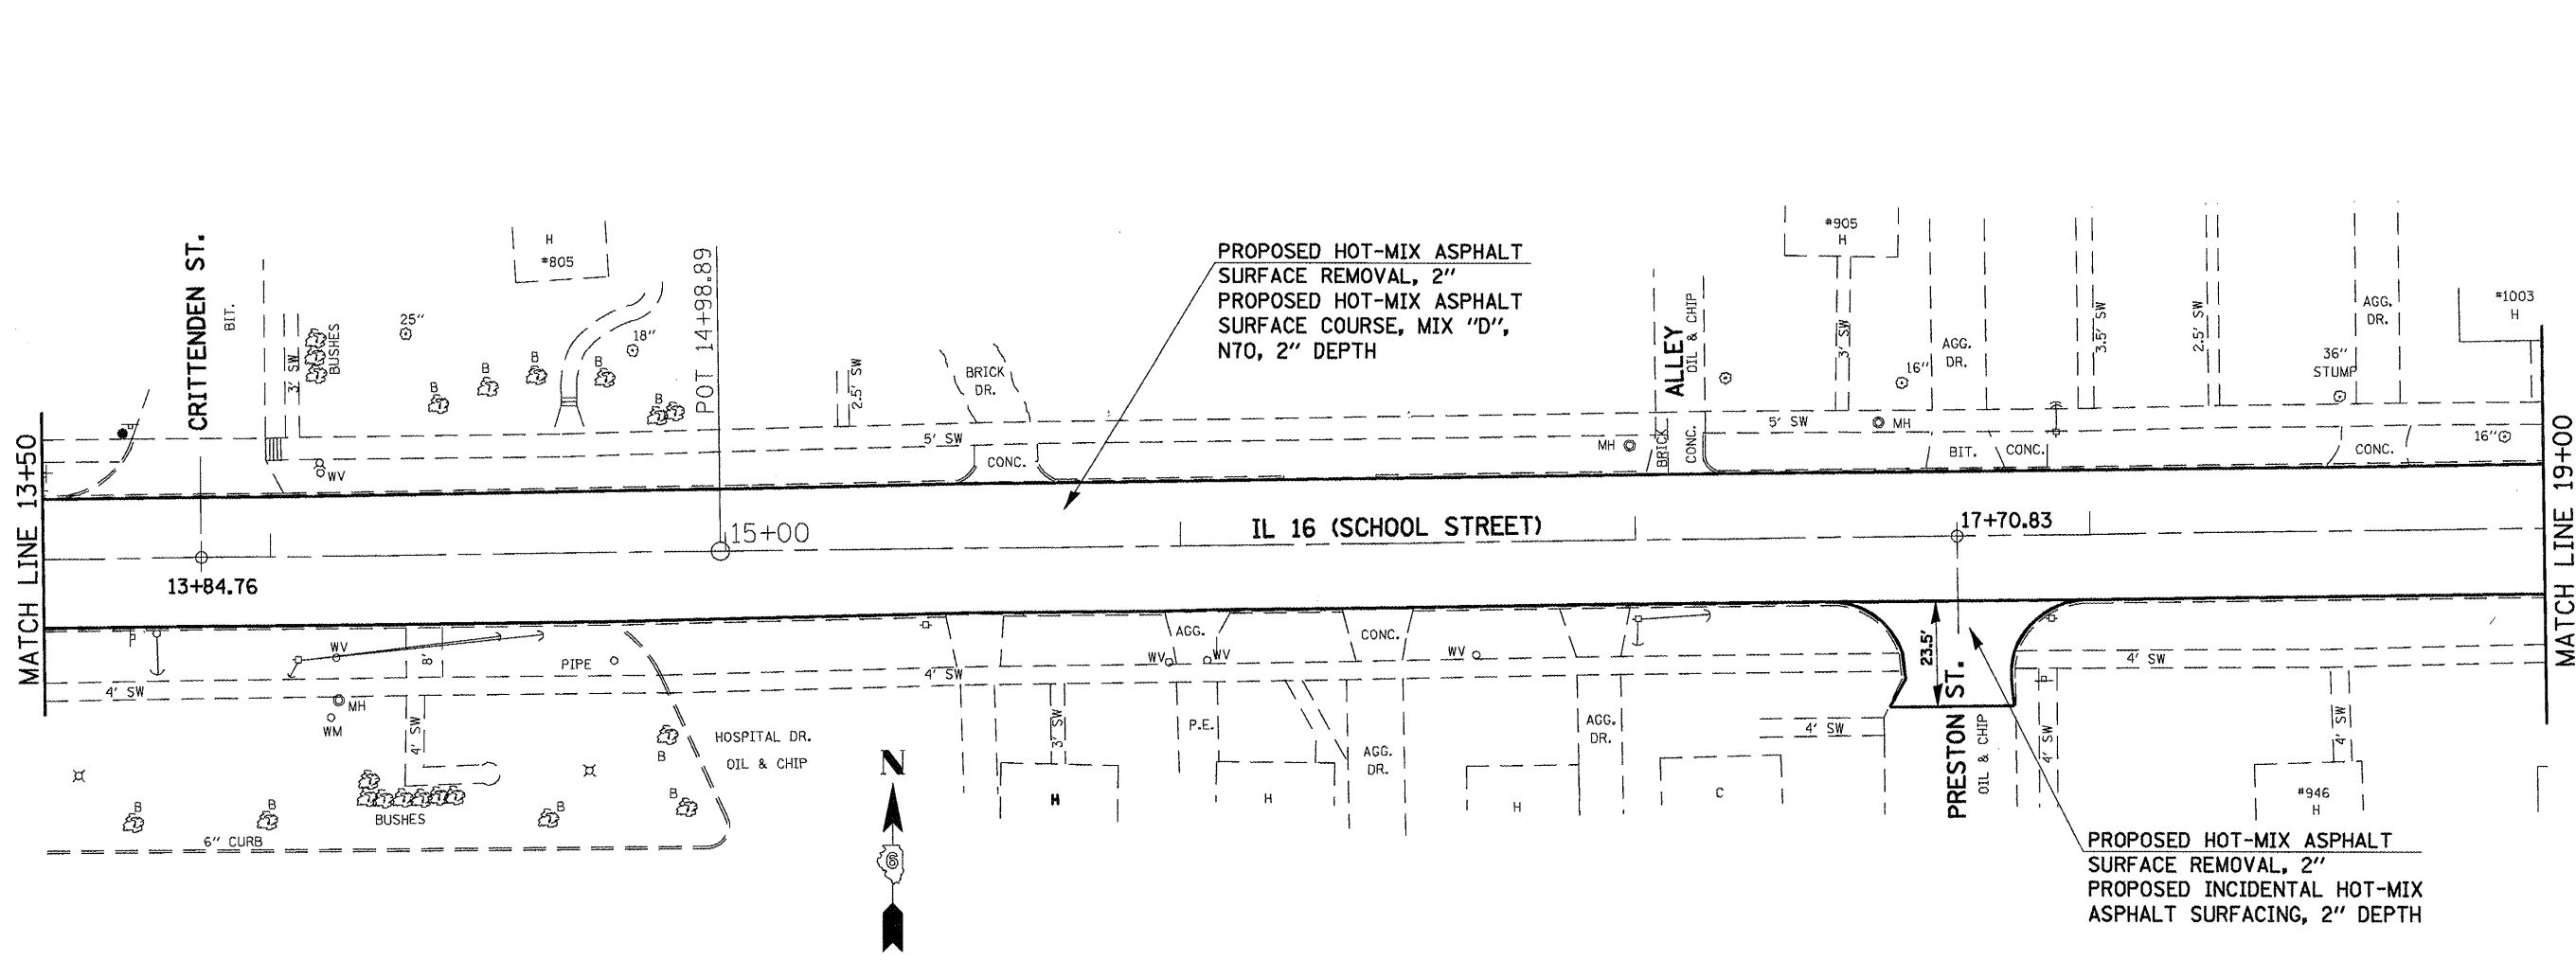 MATCH LINE 13+50
CRITTENDEN ST.
BIT.
3' SW
BUSHES
25"
H
#805
18"
B
B
B
B
B
WV
POT 14+98.89
2.5' SW
BRICK
DR.
5' SW
CONC.
PROPOSED HOT-MIX ASPHALT
SURFACE REMOVAL, 2"
PROPOSED HOT-MIX ASPHALT
SURFACE COURSE, MIX "D",
N70, 2" DEPTH
ALLEY
OIL & CHIP
MH
BRICK
CONC.
#905
H
3' SW
16"
5' SW
MH
AGG.
DR.
BIT.
CONC.
3.5' SW
2.5' SW
36"
STUMP
AGG.
DR.
CONC.
#1003
H
16"
MATCH LINE 19+00
13+84.76
15+00
IL 16 (SCHOOL STREET)
17+70.83
4' SW
WV
8'
PIPE
MH
WM
4' SW
B
B
BUSHES
B
B
B
6" CURB
HOSPITAL DR.
OIL & CHIP
N
6
4' SW
3' SW
H
AGG.
WV
WV
P.E.
H
CONC.
AGG.
DR.
WV
H
AGG.
DR.
C
4' SW
23.5'
PRESTON ST.
OIL & CHIP
4' SW
4' SW
4' SW
#946
H
PROPOSED HOT-MIX ASPHALT
SURFACE REMOVAL, 2"
PROPOSED INCIDENTAL HOT-MIX
ASPHALT SURFACING, 2" DEPTH